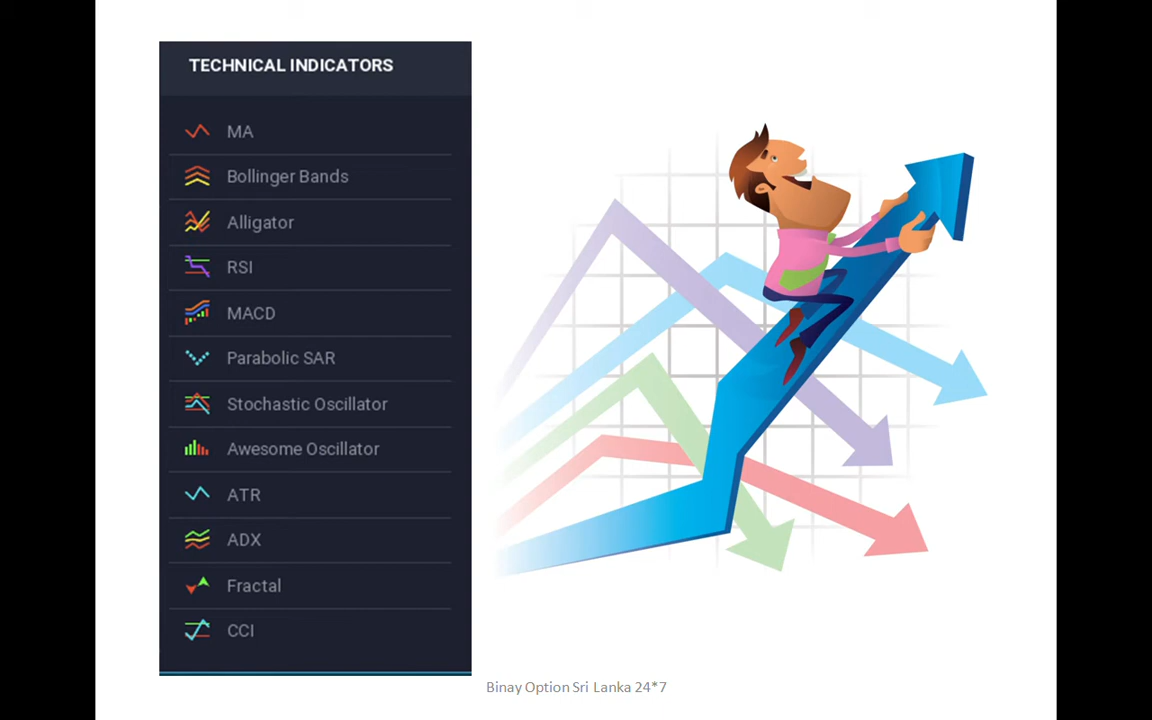 TECHNICAL INDICATORS
MA
Bollinger Bands
Alligator
RSI
MACD
Parabolic SAR
Stochastic Oscillator
Awesome Oscillator
ATR
ADX
Fractal
CCI
Binay Option Sri Lanka 24*7